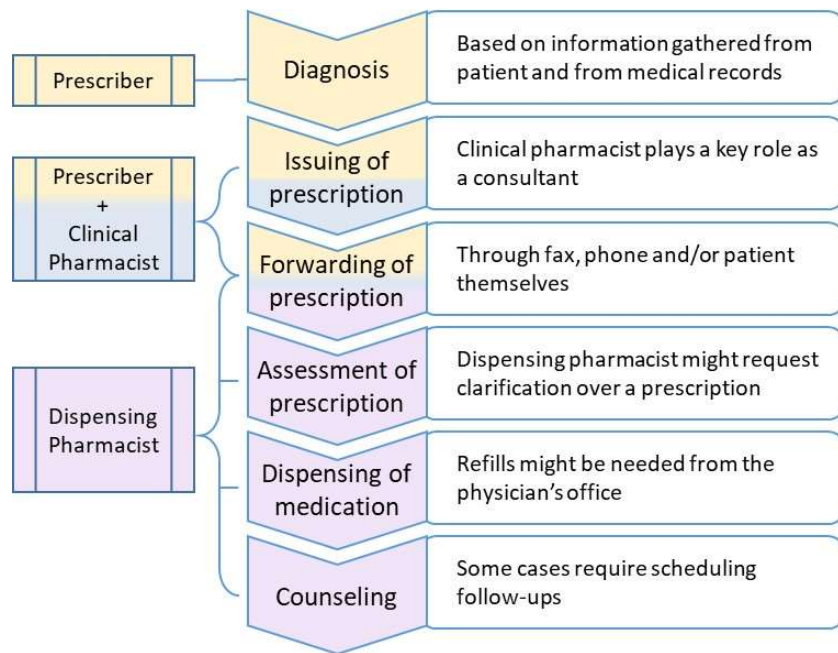 Prescriber
Diagnosis
Based on information gathered from
patient and from medical records
Prescriber
+
Clinical
Pharmacist
Issuing of
prescription
Clinical pharmacist plays a key role as
a consultant
Forwarding of
prescription
Through fax, phone and/or patient
themselves
Dispensing
Pharmacist
Assessment of
prescription
Dispensing pharmacist might request
clarification over a prescription
Dispensing of
medication
Refills might be needed from the
physician's office
Counseling
Some cases require scheduling
follow-ups